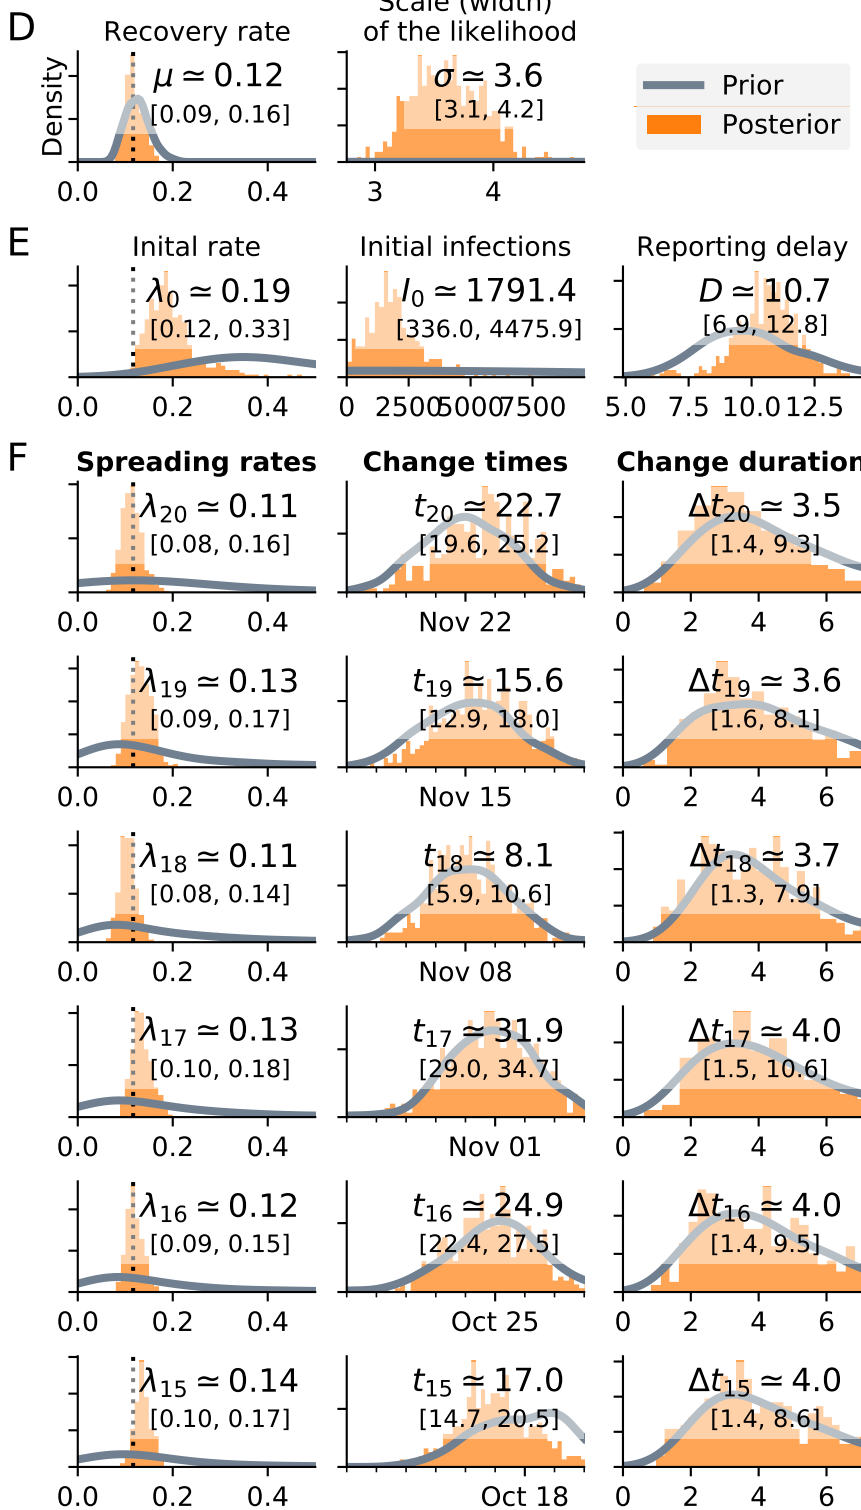 Scale (width)
D
Recovery rate
of the likelihood
Density
μ ≃ 0.12
[0.09, 0.16]
σ ≃ 3.6
[3.1, 4.2]
Prior
Posterior
0.0 0.2 0.4
3 4
E
Inital rate
Initial infections
Reporting delay
λ0 ≃ 0.19
[0.12, 0.33]
I0 ≃ 1791.4
[336.0, 4475.9]
D ≃ 10.7
[6.9, 12.8]
0.0 0.2 0.4
0 2500 5000 7500
5.0 7.5 10.0 12.5
F
Spreading rates
Change times
Change duration
λ20 ≃ 0.11
[0.08, 0.16]
t20 ≃ 22.7
[19.6, 25.2]
Δt20 ≃ 3.5
[1.4, 9.3]
0.0 0.2 0.4
Nov 22
0 2 4 6
λ19 ≃ 0.13
[0.09, 0.17]
t19 ≃ 15.6
[12.9, 18.0]
Δt19 ≃ 3.6
[1.6, 8.1]
0.0 0.2 0.4
Nov 15
0 2 4 6
λ18 ≃ 0.11
[0.08, 0.14]
t18 ≃ 8.1
[5.9, 10.6]
Δt18 ≃ 3.7
[1.3, 7.9]
0.0 0.2 0.4
Nov 08
0 2 4 6
λ17 ≃ 0.13
[0.10, 0.18]
t17 ≃ 31.9
[29.0, 34.7]
Δt17 ≃ 4.0
[1.5, 10.6]
0.0 0.2 0.4
Nov 01
0 2 4 6
λ16 ≃ 0.12
[0.09, 0.15]
t16 ≃ 24.9
[22.4, 27.5]
Δt16 ≃ 4.0
[1.4, 9.5]
0.0 0.2 0.4
Oct 25
0 2 4 6
λ15 ≃ 0.14
[0.10, 0.17]
t15 ≃ 17.0
[14.7, 20.5]
Δt15 ≃ 4.0
[1.4, 8.6]
0.0 0.2 0.4
Oct 18
0 2 4 6